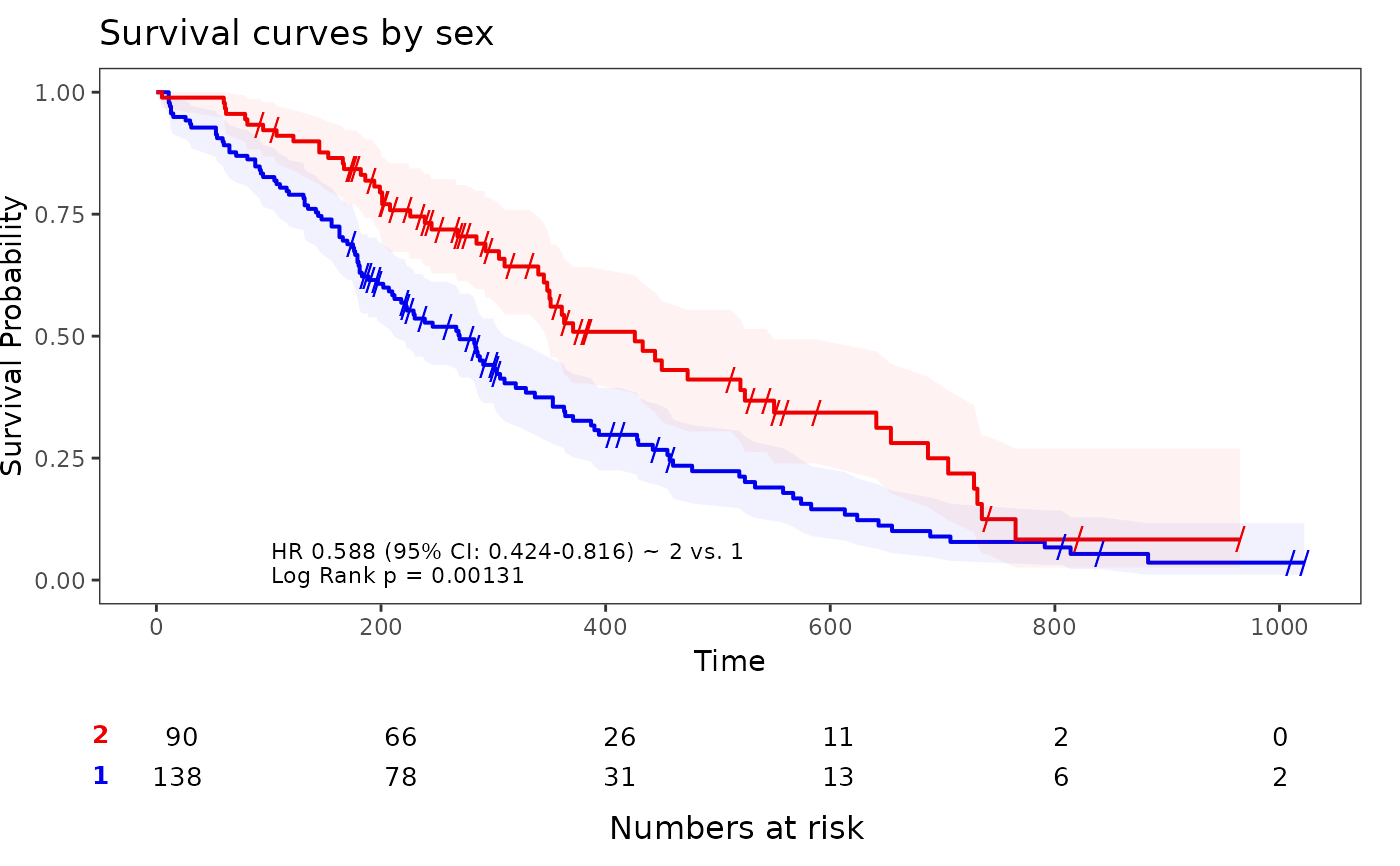 Survival curves by sex
Survival Probability
1.00
0.75
0.50
0.25
0.00
HR 0.588 (95% CI: 0.424-0.816) ~ 2 vs. 1
Log Rank p = 0.00131
0 200 400 600 800 1000
Time
2 90 66 26 11 2 0
1 138 78 31 13 6 2
Numbers at risk